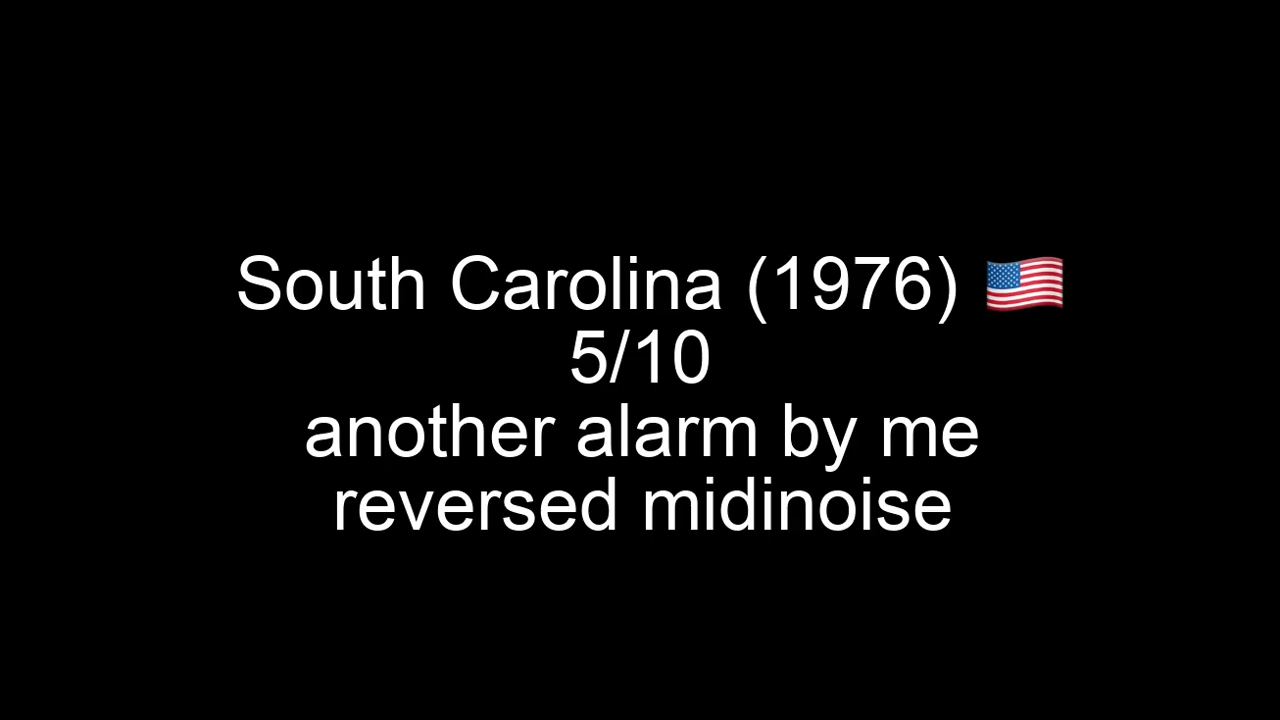 South Carolina (1976) 🇺🇸
5/10
another alarm by me
reversed midinoise